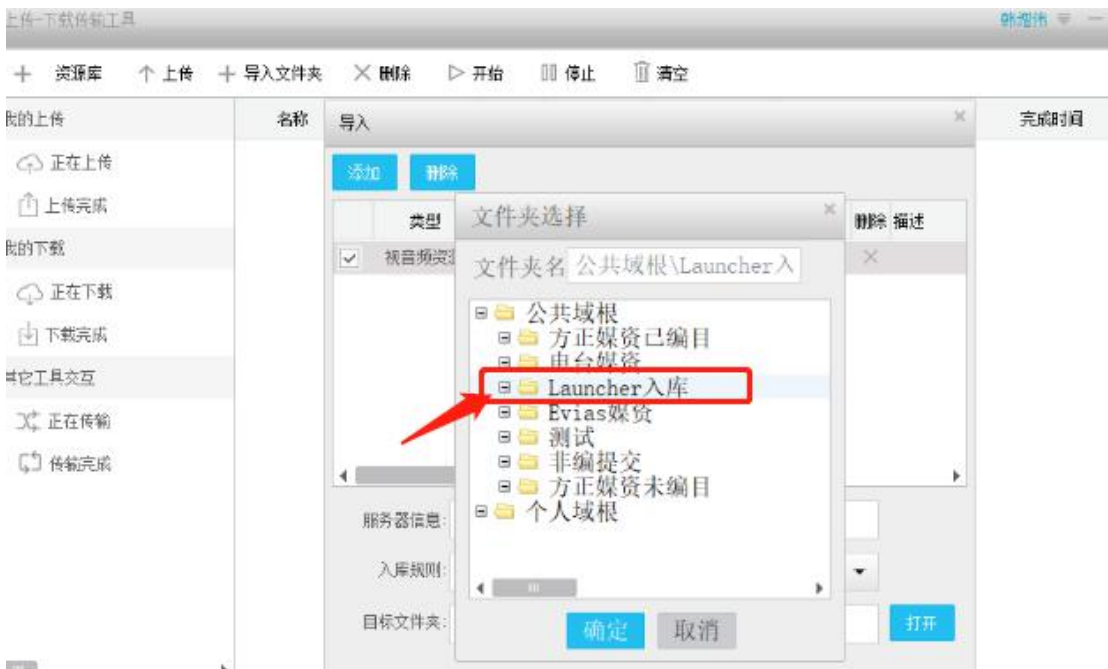 上传-下载传输工具
韩增伟
资源库 上传 导入文件夹 删除 开始 停止 清空
我的上传
名称
导入
完成时间
正在上传
添加 删除
上传完成
类型
文件夹选择
删除 描述
我的下载
视音频资源
文件夹名 公共域根\Launcher入
正在下载
公共域根
下载完成
方正媒资已编目
电台媒资
其它工具交互
Launcher入库
正在传输
Evias媒资
测试
传输完成
非编提交
方正媒资未编目
服务器信息:
个人域根
入库规则:
目标文件夹:
确定 取消
打开